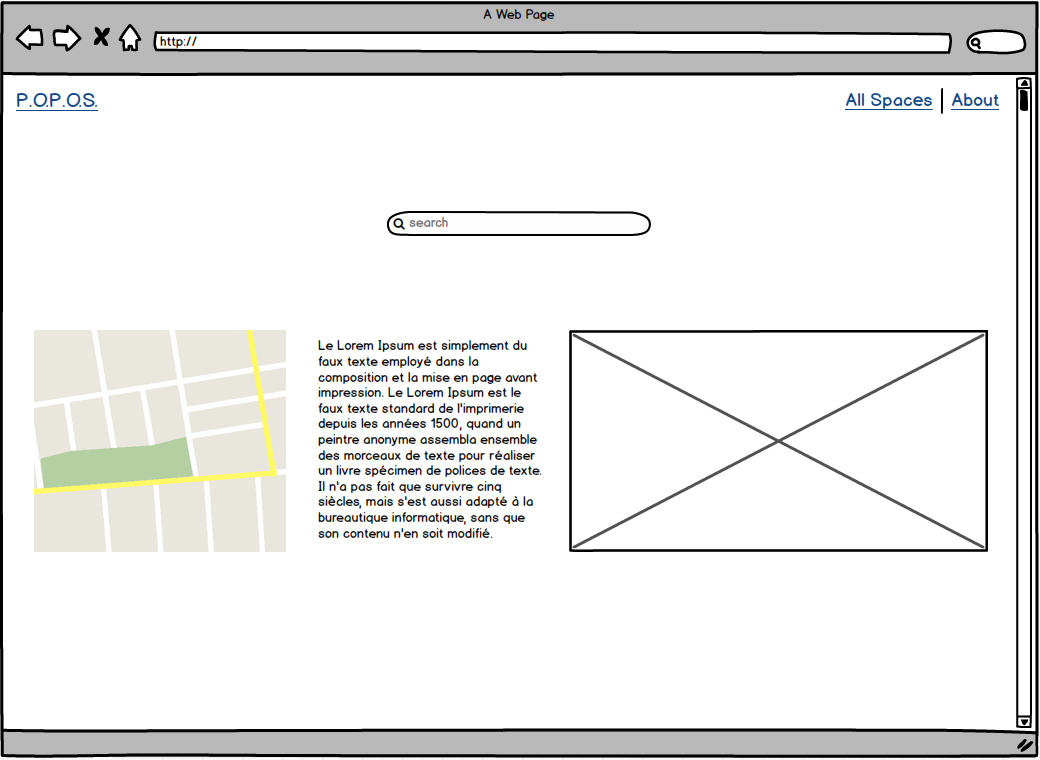 A Web Page
http://
P.O.P.O.S.
All Spaces
About
search
Le Lorem Ipsum est simplement du
faux texte employé dans la
composition et la mise en page avant
impression. Le Lorem Ipsum est le
faux texte standard de l'imprimerie
depuis les années 1500, quand un
peintre anonyme assembla ensemble
des morceaux de texte pour réaliser
un livre spécimen de polices de texte.
Il n'a pas fait que survivre cinq
siècles, mais s'est aussi adapté à la
bureautique informatique, sans que
son contenu n'en soit modifié.